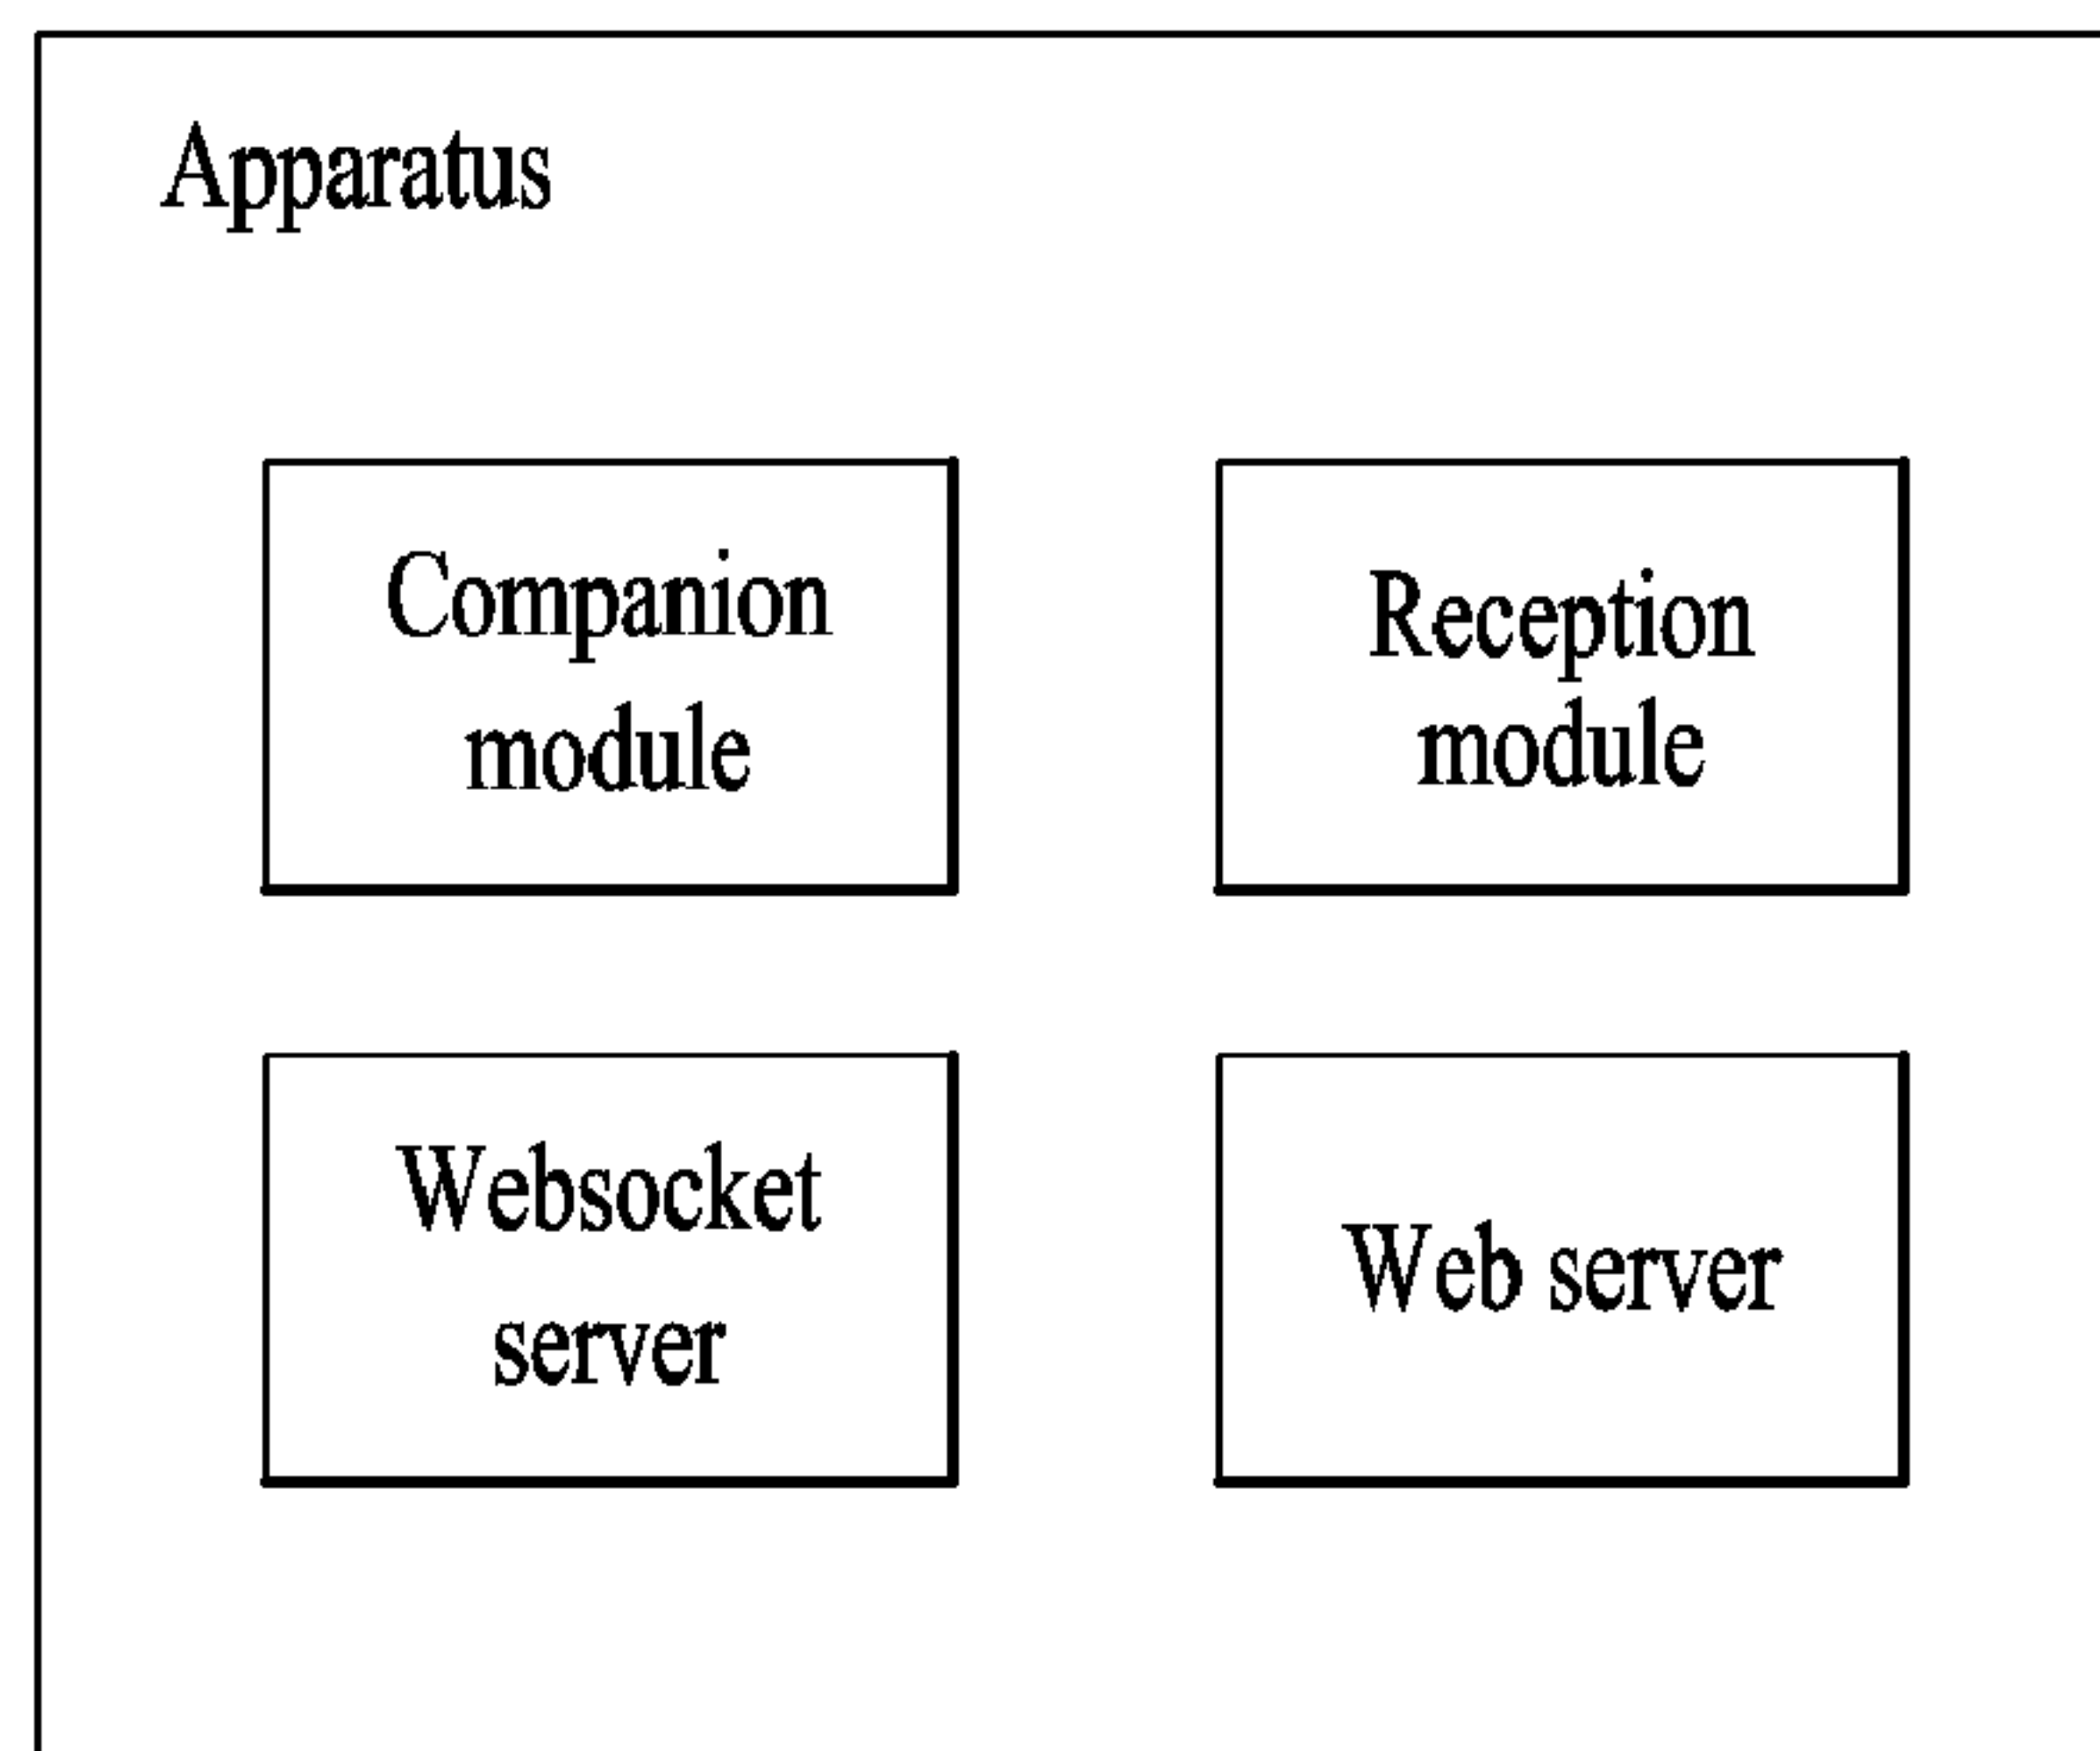 Apparatus
Companion
module
Reception
module
Websocket
server
Web server